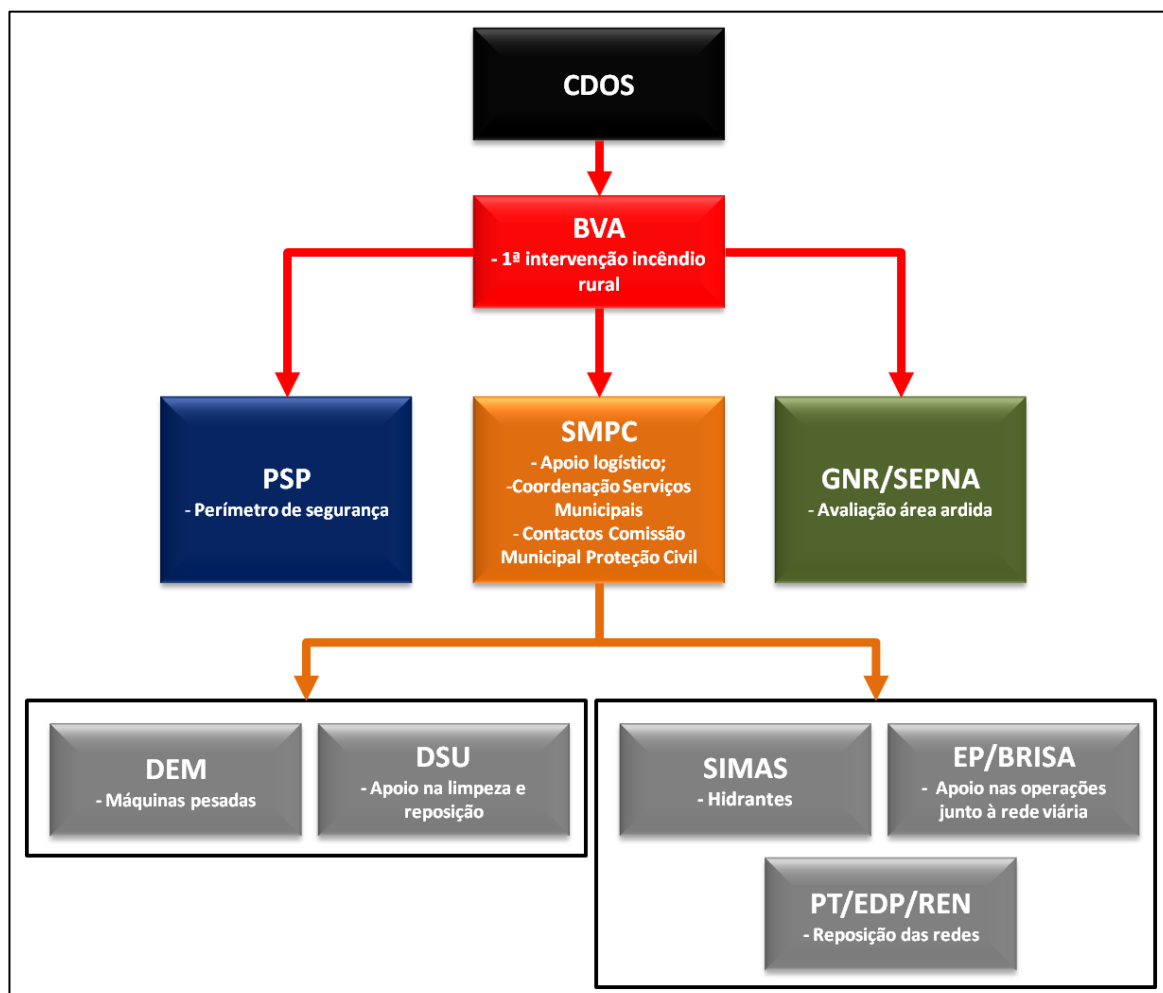 CDOS
BVA
- 1ª intervenção incêndio
rural
PSP
- Perímetro de segurança
SMPC
- Apoio logístico;
-Coordenação Serviços
Municipais
- Contactos Comissão
Municipal Proteção Civil
GNR/SEPNA
- Avaliação área ardida
DEM
- Máquinas pesadas
DSU
- Apoio na limpeza e
reposição
SIMAS
- Hidrantes
EP/BRISA
- Apoio nas operações
junto à rede viária
PT/EDP/REN
- Reposição das redes